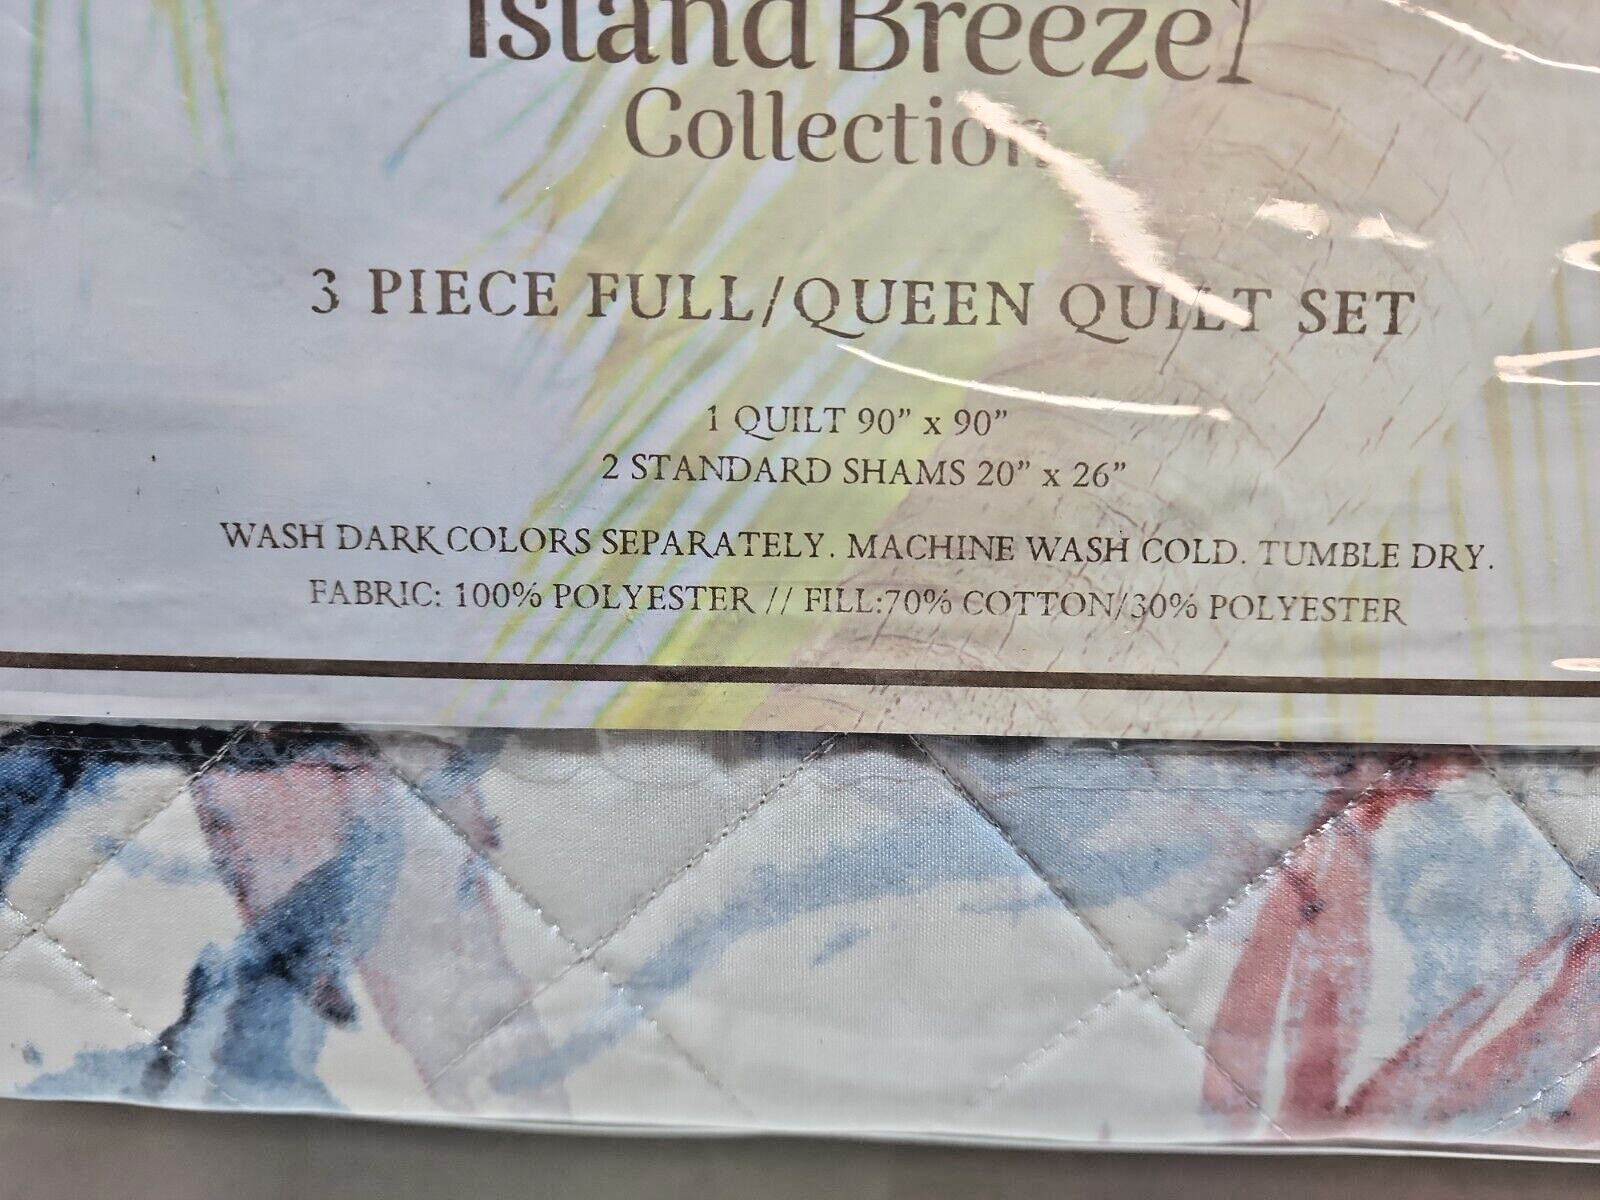 Island Breeze
Collection
3 PIECE FULL/QUEEN QUILT SET
1 QUILT 90” x 90”
2 STANDARD SHAMS 20” x 26”
WASH DARK COLORS SEPARATELY. MACHINE WASH COLD. TUMBLE DRY.
FABRIC: 100% POLYESTER // FILL:70% COTTON/30% POLYESTER